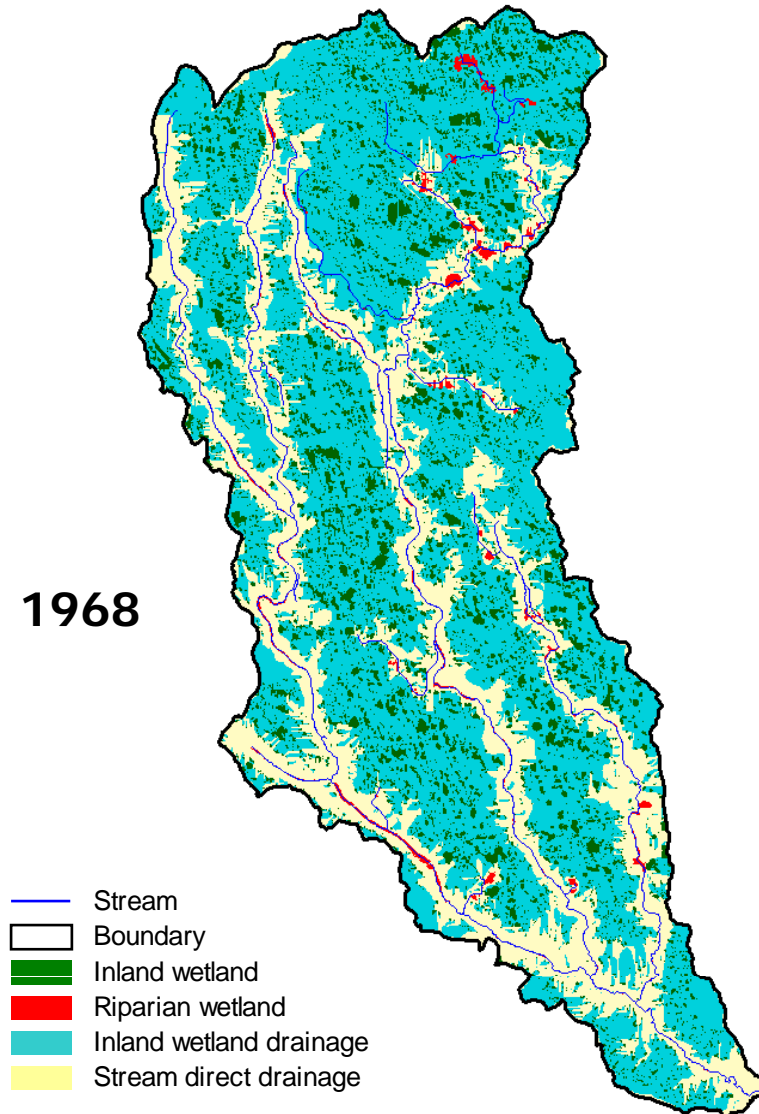 1968
Stream
Boundary
Inland wetland
Riparian wetland
Inland wetland drainage
Stream direct drainage